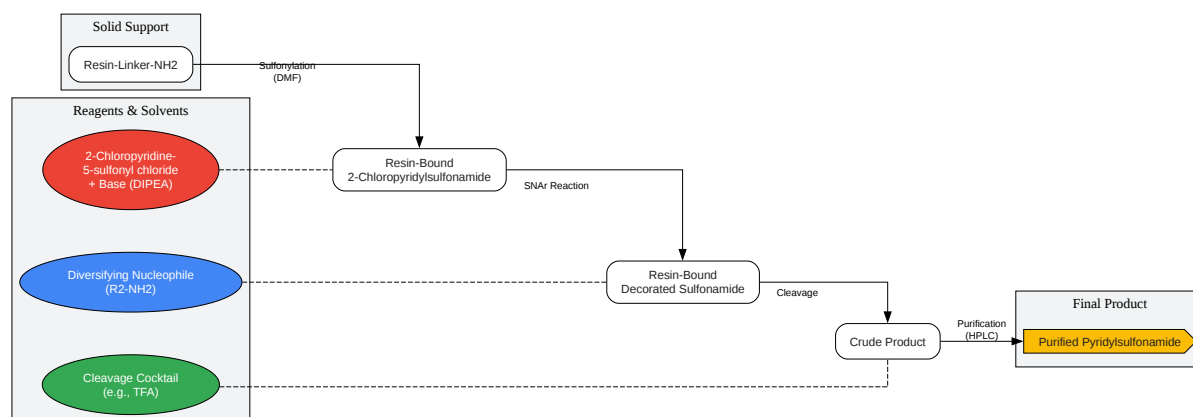 Solid Support
Resin-Linker-NH2
Sulfonylation
(DMF)
Reagents & Solvents
2-Chloropyridine-
5-sulfonyl chloride
+ Base (DIPEA)
Resin-Bound
2-Chloropyridylsulfonamide
SNAr Reaction
Diversifying Nucleophile
(R2-NH2)
Resin-Bound
Decorated Sulfonamide
Cleavage
Final Product
Crude Product
Purification
(HPLC)
Purified Pyridylsulfonamide
Cleavage Cocktail
(e.g., TFA)